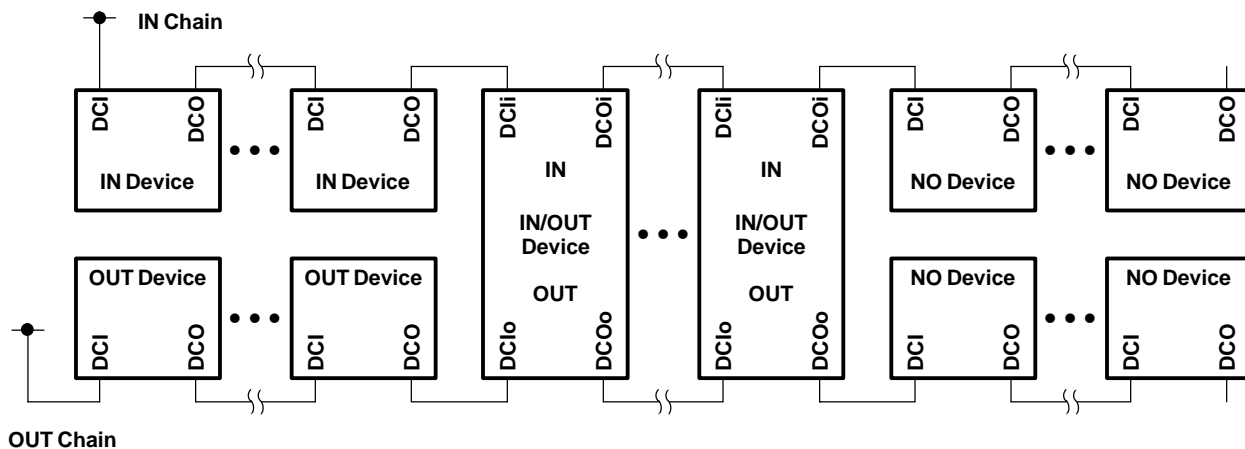 IN Chain
DCI DCO DCI DCO DCIi DCOi DCIi DCOi DCI DCO DCI DCO
IN Device IN Device IN IN NO Device NO Device
IN/OUT IN/OUT
Device Device
OUT Device OUT Device OUT OUT NO Device NO Device
DCI DCO DCI DCO DCIo DCOo DCIo DCOo DCI DCO DCI DCO
OUT Chain